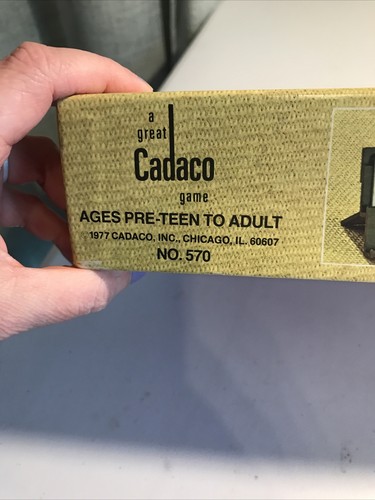 a
great
Cadaco
game
AGES PRE-TEEN TO ADULT
1977 CADACO, INC., CHICAGO, IL. 60607
NO. 570